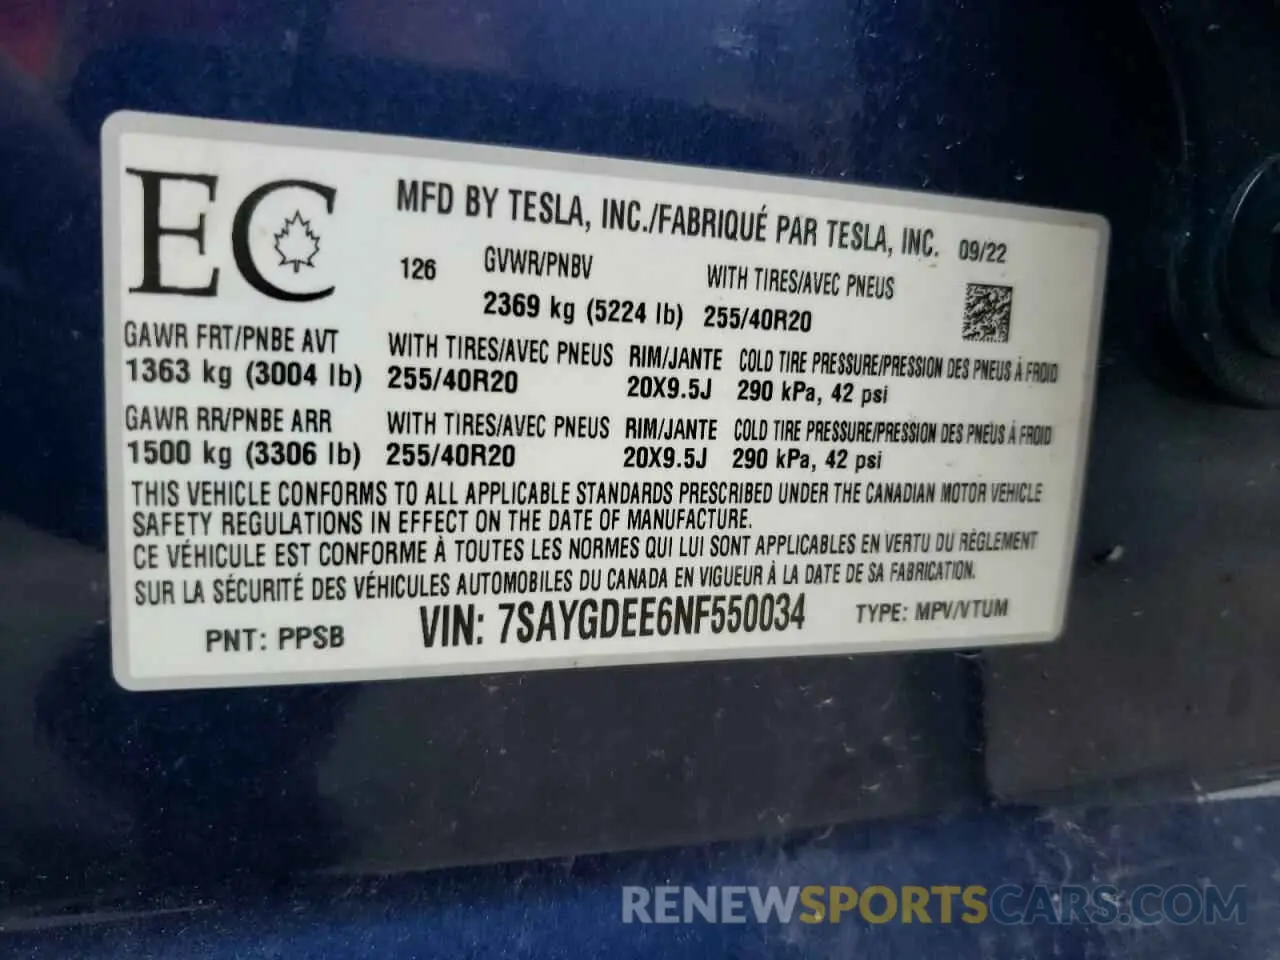 EC
MFD BY TESLA, INC./FABRIQUÉ PAR TESLA, INC. 09/22
126 GVWR/PNBV WITH TIRES/AVEC PNEUS
2369 kg (5224 lb) 255/40R20
GAWR FRT/PNBE AVT WITH TIRES/AVEC PNEUS RIM/JANTE COLD TIRE PRESSURE/PRESSION DES PNEUS À FROID
1363 kg (3004 lb) 255/40R20 20X9.5J 290 kPa, 42 psi
GAWR RR/PNBE ARR WITH TIRES/AVEC PNEUS RIM/JANTE COLD TIRE PRESSURE/PRESSION DES PNEUS À FROID
1500 kg (3306 lb) 255/40R20 20X9.5J 290 kPa, 42 psi
THIS VEHICLE CONFORMS TO ALL APPLICABLE STANDARDS PRESCRIBED UNDER THE CANADIAN MOTOR VEHICLE
SAFETY REGULATIONS IN EFFECT ON THE DATE OF MANUFACTURE.
CE VÉHICULE EST CONFORME À TOUTES LES NORMES QUI LUI SONT APPLICABLES EN VERTU DU RÈGLEMENT
SUR LA SÉCURITÉ DES VÉHICULES AUTOMOBILES DU CANADA EN VIGUEUR À LA DATE DE SA FABRICATION.
PNT: PPSB VIN: 7SAYGDEE6NF550034 TYPE: MPV/VTUM
RENEWSPORTSCARS.COM